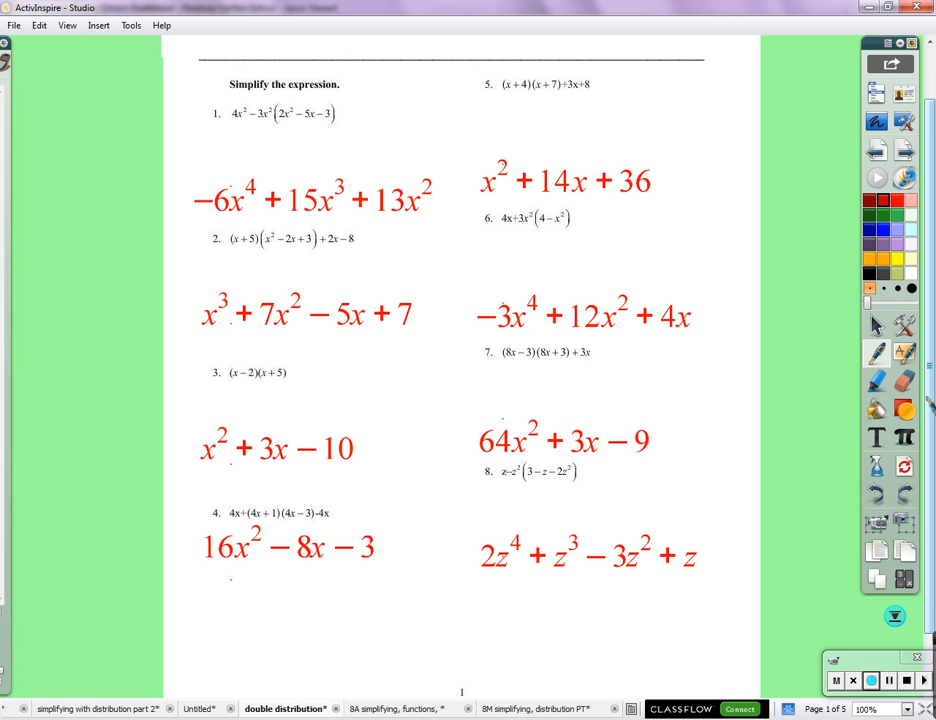 ActivInspire - Studio
File Edit View Insert Tools Help
Simplify the expression.
1. 4x² – 3x²(2x² – 5x – 3)
–6x⁴ + 15x³ + 13x²
2. (x + 5)(x² – 2x + 3) + 2x – 8
x³ + 7x² – 5x + 7
3. (x – 2)(x + 5)
x² + 3x – 10
4. 4x+(4x + 1)(4x – 3)-4x
16x² – 8x – 3
5. (x + 4)(x + 7)+3x+8
x² + 14x + 36
6. 4x+3x²(4 – x²)
–3x⁴ + 12x² + 4x
7. (8x – 3)(8x + 3) + 3x
64x² + 3x – 9
8. z–z²(3 – z – 2z²)
2z⁴ + z³ – 3z² + z
1
M
simplifying with distribution part 2* Untitled* double distribution* 8A simplifying, functions, * 8M simplifying, distribution PT* CLASSFLOW Connect Page 1 of 5 100%